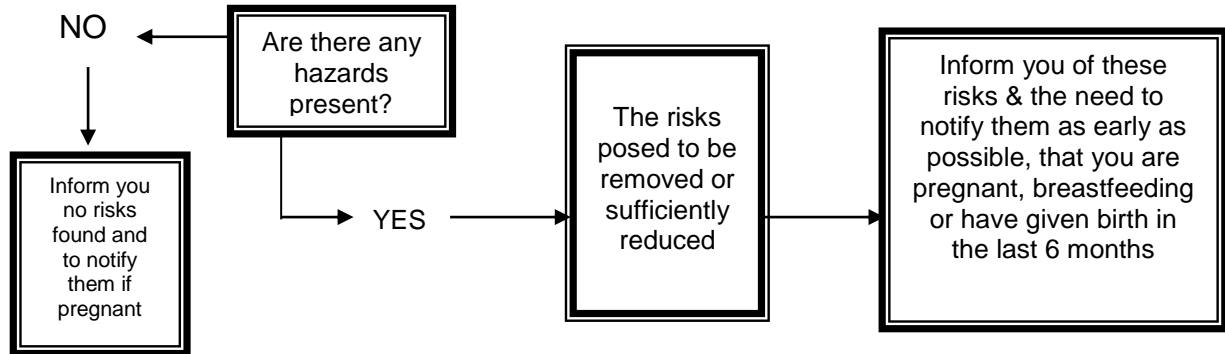 NO
Are there any
hazards
present?
Inform you
no risks
found and
to notify
them if
pregnant
YES
The risks
posed to be
removed or
sufficiently
reduced
Inform you of these
risks & the need to
notify them as early as
possible, that you are
pregnant, breastfeeding
or have given birth in
the last 6 months